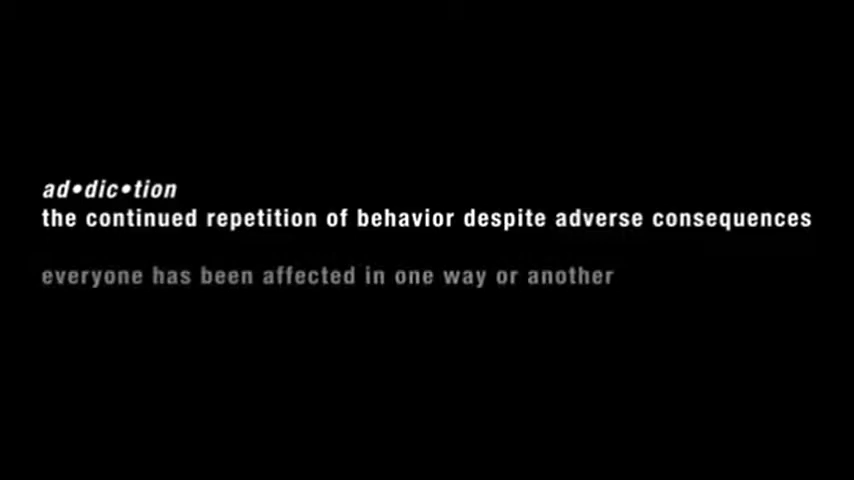 ad•dic•tion
the continued repetition of behavior despite adverse consequences
everyone has been affected in one way or another